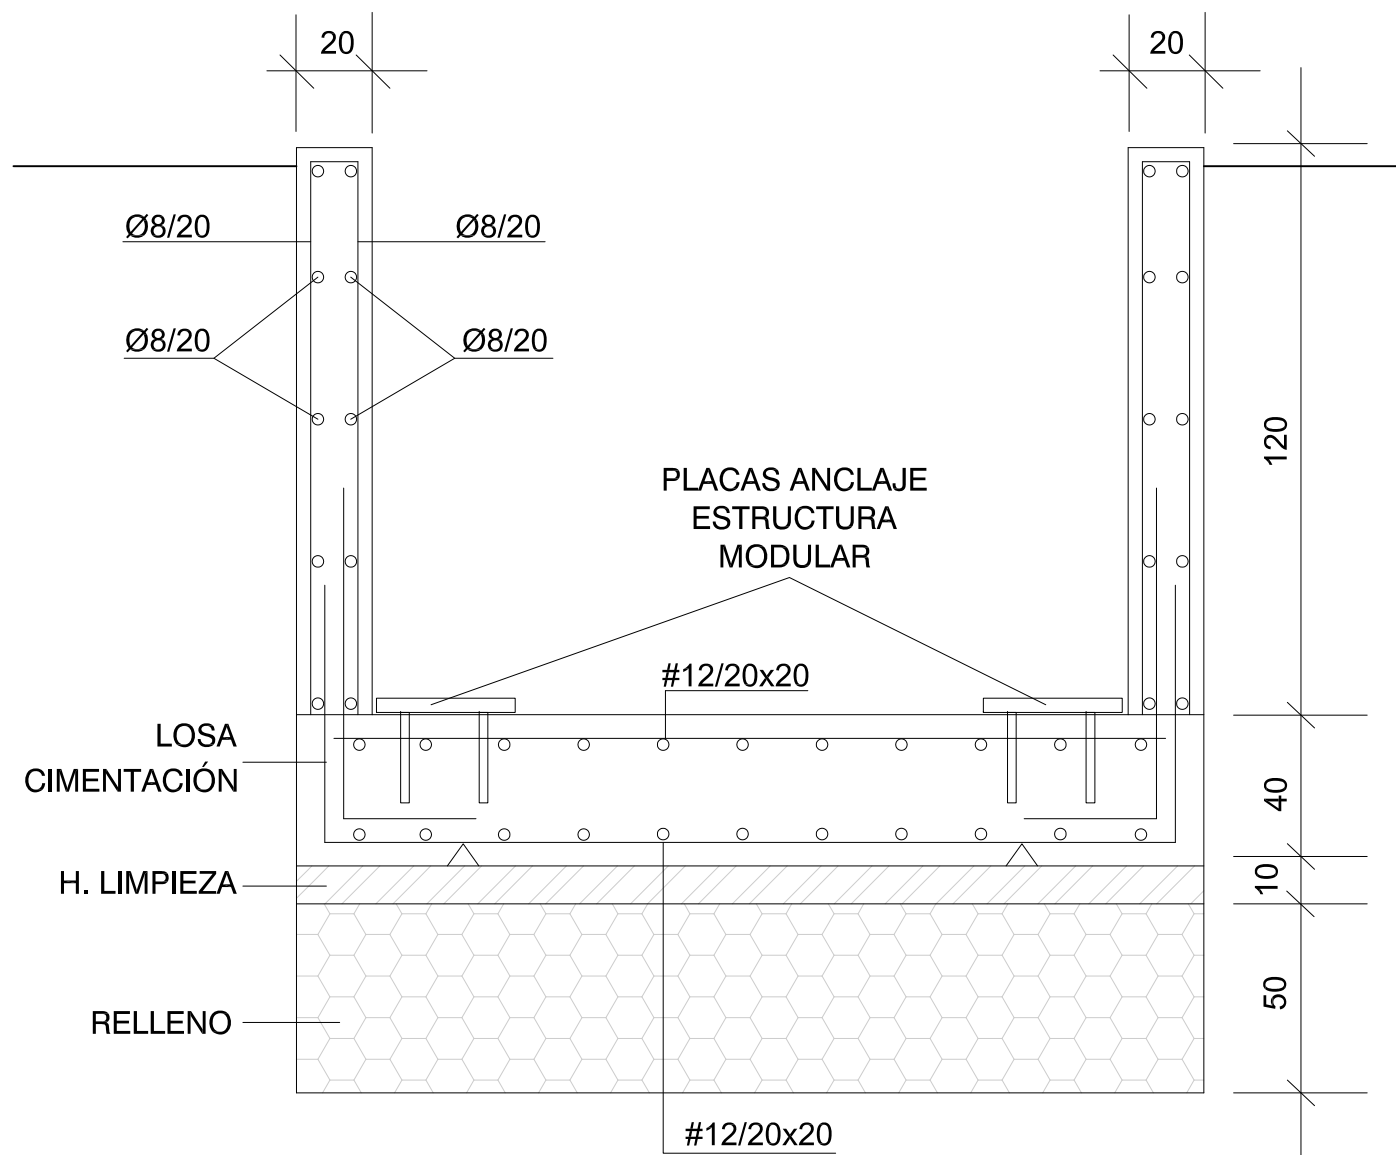 20
20
Ø8/20
Ø8/20
Ø8/20
Ø8/20
120
PLACAS ANCLAJE
ESTRUCTURA
MODULAR
#12/20x20
LOSA
CIMENTACIÓN
40
H. LIMPIEZA
10
50
RELLENO
#12/20x20